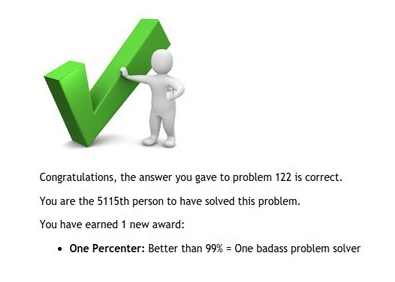 Congratulations, the answer you gave to problem 122 is correct.
You are the 5115th person to have solved this problem.
You have earned 1 new award:
• One Percenter: Better than 99% = One badass problem solver